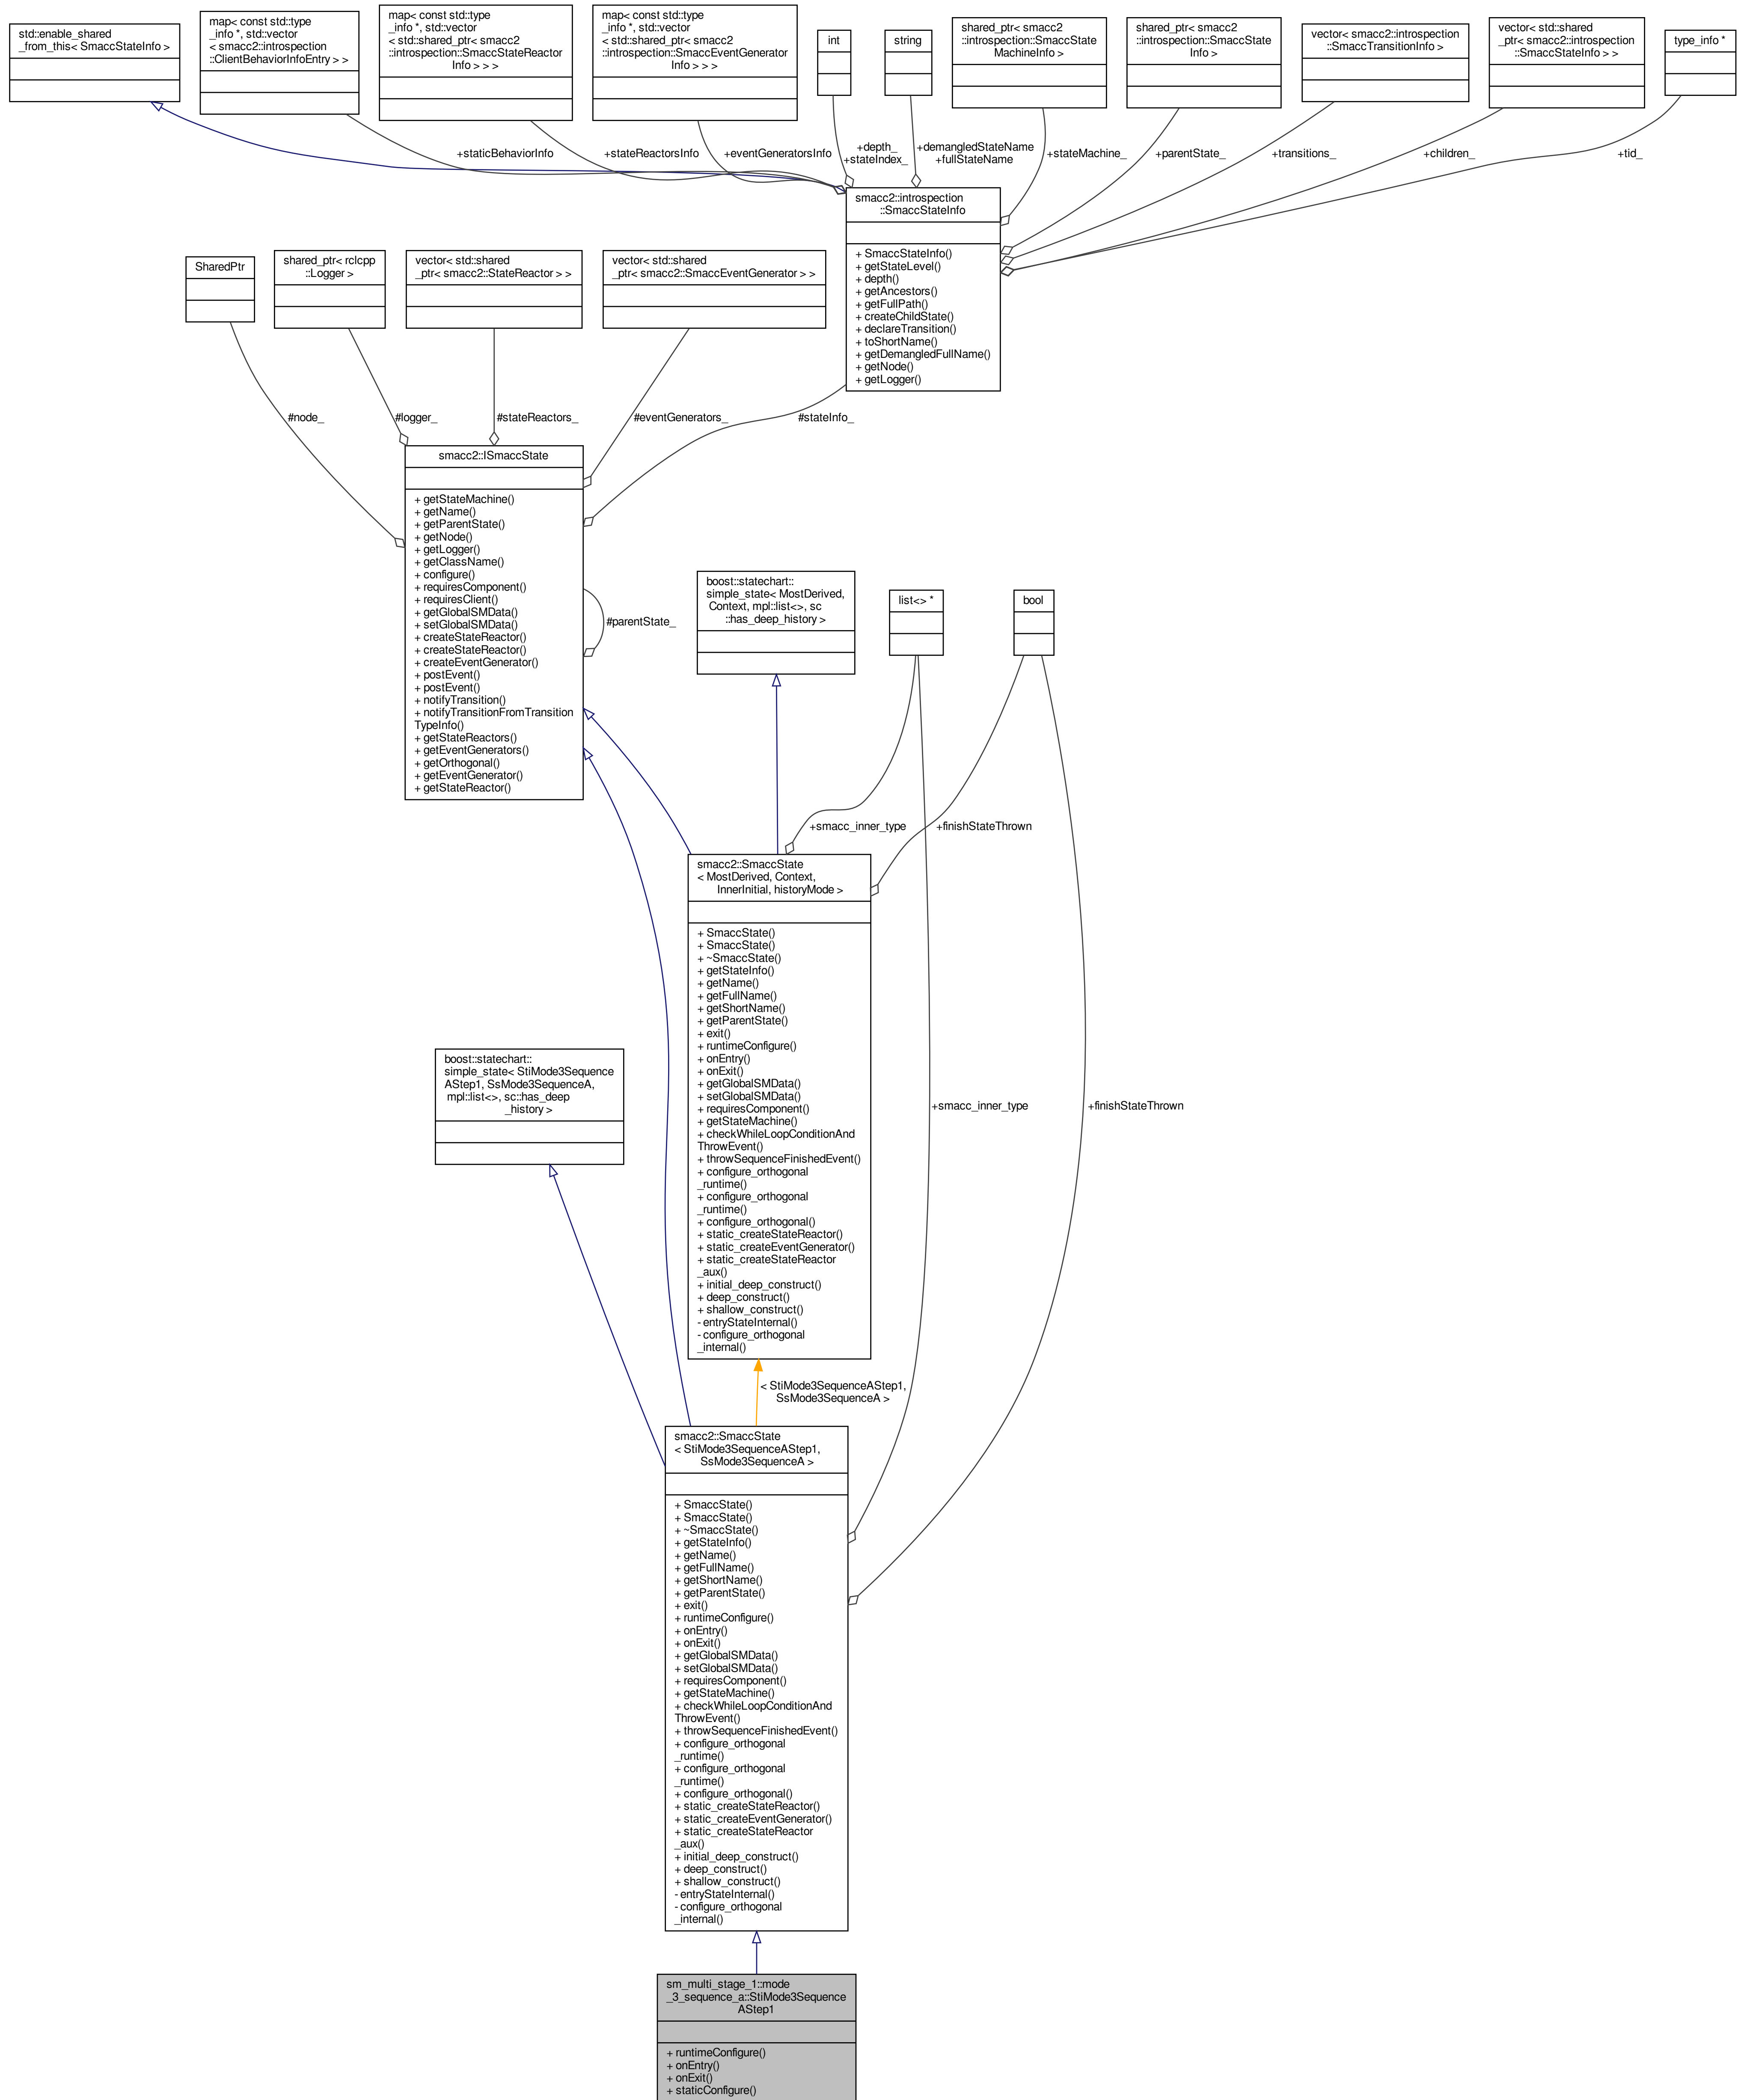 std::enable_shared
_from_this< SmaccStateInfo >
map< const std::type
_info *, std::vector
< smacc2::introspection
::ClientBehaviorInfoEntry > >
map< const std::type
_info *, std::vector
< std::shared_ptr< smacc2
::introspection::SmaccStateReactor
Info > > >
map< const std::type
_info *, std::vector
< std::shared_ptr< smacc2
::introspection::SmaccEventGenerator
Info > > >
int
string
shared_ptr< smacc2
::introspection::SmaccState
MachineInfo >
shared_ptr< smacc2
::introspection::SmaccState
Info >
vector< smacc2::introspection
::SmaccTransitionInfo >
vector< std::shared
_ptr< smacc2::introspection
::SmaccStateInfo > >
type_info *
+staticBehaviorInfo
+stateReactorsInfo
+eventGeneratorsInfo
+depth_
+stateIndex_
+demangledStateName
+fullStateName
+stateMachine_
+parentState_
+transitions_
+children_
+tid_
smacc2::introspection
::SmaccStateInfo
+ SmaccStateInfo()
+ getStateLevel()
+ depth()
+ getAncestors()
+ getFullPath()
+ createChildState()
+ declareTransition()
+ toShortName()
+ getDemangledFullName()
+ getNode()
+ getLogger()
SharedPtr
shared_ptr< rclcpp
::Logger >
vector< std::shared
_ptr< smacc2::StateReactor > >
vector< std::shared
_ptr< smacc2::SmaccEventGenerator > >
#node_
#logger_
#stateReactors_
#eventGenerators_
#stateInfo_
smacc2::ISmaccState
+ getStateMachine()
+ getName()
+ getParentState()
+ getNode()
+ getLogger()
+ getClassName()
+ configure()
+ requiresComponent()
+ requiresClient()
+ getGlobalSMData()
+ setGlobalSMData()
+ createStateReactor()
+ createStateReactor()
+ createEventGenerator()
+ postEvent()
+ postEvent()
+ notifyTransition()
+ notifyTransitionFromTransition
TypeInfo()
+ getStateReactors()
+ getEventGenerators()
+ getOrthogonal()
+ getEventGenerator()
+ getStateReactor()
#parentState_
boost::statechart::
simple_state< MostDerived,
Context, mpl::list<>, sc
::has_deep_history >
list<> *
bool
+smacc_inner_type
+finishStateThrown
smacc2::SmaccState
< MostDerived, Context,
InnerInitial, historyMode >
+ SmaccState()
+ SmaccState()
+ ~SmaccState()
+ getStateInfo()
+ getName()
+ getFullName()
+ getShortName()
+ getParentState()
+ exit()
+ runtimeConfigure()
+ onEntry()
+ onExit()
+ getGlobalSMData()
+ setGlobalSMData()
+ requiresComponent()
+ getStateMachine()
+ checkWhileLoopConditionAnd
ThrowEvent()
+ throwSequenceFinishedEvent()
+ configure_orthogonal
_runtime()
+ configure_orthogonal
_runtime()
+ configure_orthogonal()
+ static_createStateReactor()
+ static_createEventGenerator()
+ static_createStateReactor
_aux()
+ initial_deep_construct()
+ deep_construct()
+ shallow_construct()
- entryStateInternal()
- configure_orthogonal
_internal()
boost::statechart::
simple_state< StiMode3Sequence
AStep1, SsMode3SequenceA,
mpl::list<>, sc::has_deep
_history >
+smacc_inner_type
+finishStateThrown
< StiMode3SequenceAStep1,
SsMode3SequenceA >
smacc2::SmaccState
< StiMode3SequenceAStep1,
SsMode3SequenceA >
+ SmaccState()
+ SmaccState()
+ ~SmaccState()
+ getStateInfo()
+ getName()
+ getFullName()
+ getShortName()
+ getParentState()
+ exit()
+ runtimeConfigure()
+ onEntry()
+ onExit()
+ getGlobalSMData()
+ setGlobalSMData()
+ requiresComponent()
+ getStateMachine()
+ checkWhileLoopConditionAnd
ThrowEvent()
+ throwSequenceFinishedEvent()
+ configure_orthogonal
_runtime()
+ configure_orthogonal
_runtime()
+ configure_orthogonal()
+ static_createStateReactor()
+ static_createEventGenerator()
+ static_createStateReactor
_aux()
+ initial_deep_construct()
+ deep_construct()
+ shallow_construct()
- entryStateInternal()
- configure_orthogonal
_internal()
sm_multi_stage_1::mode
_3_sequence_a::StiMode3Sequence
AStep1
+ runtimeConfigure()
+ onEntry()
+ onExit()
+ staticConfigure()